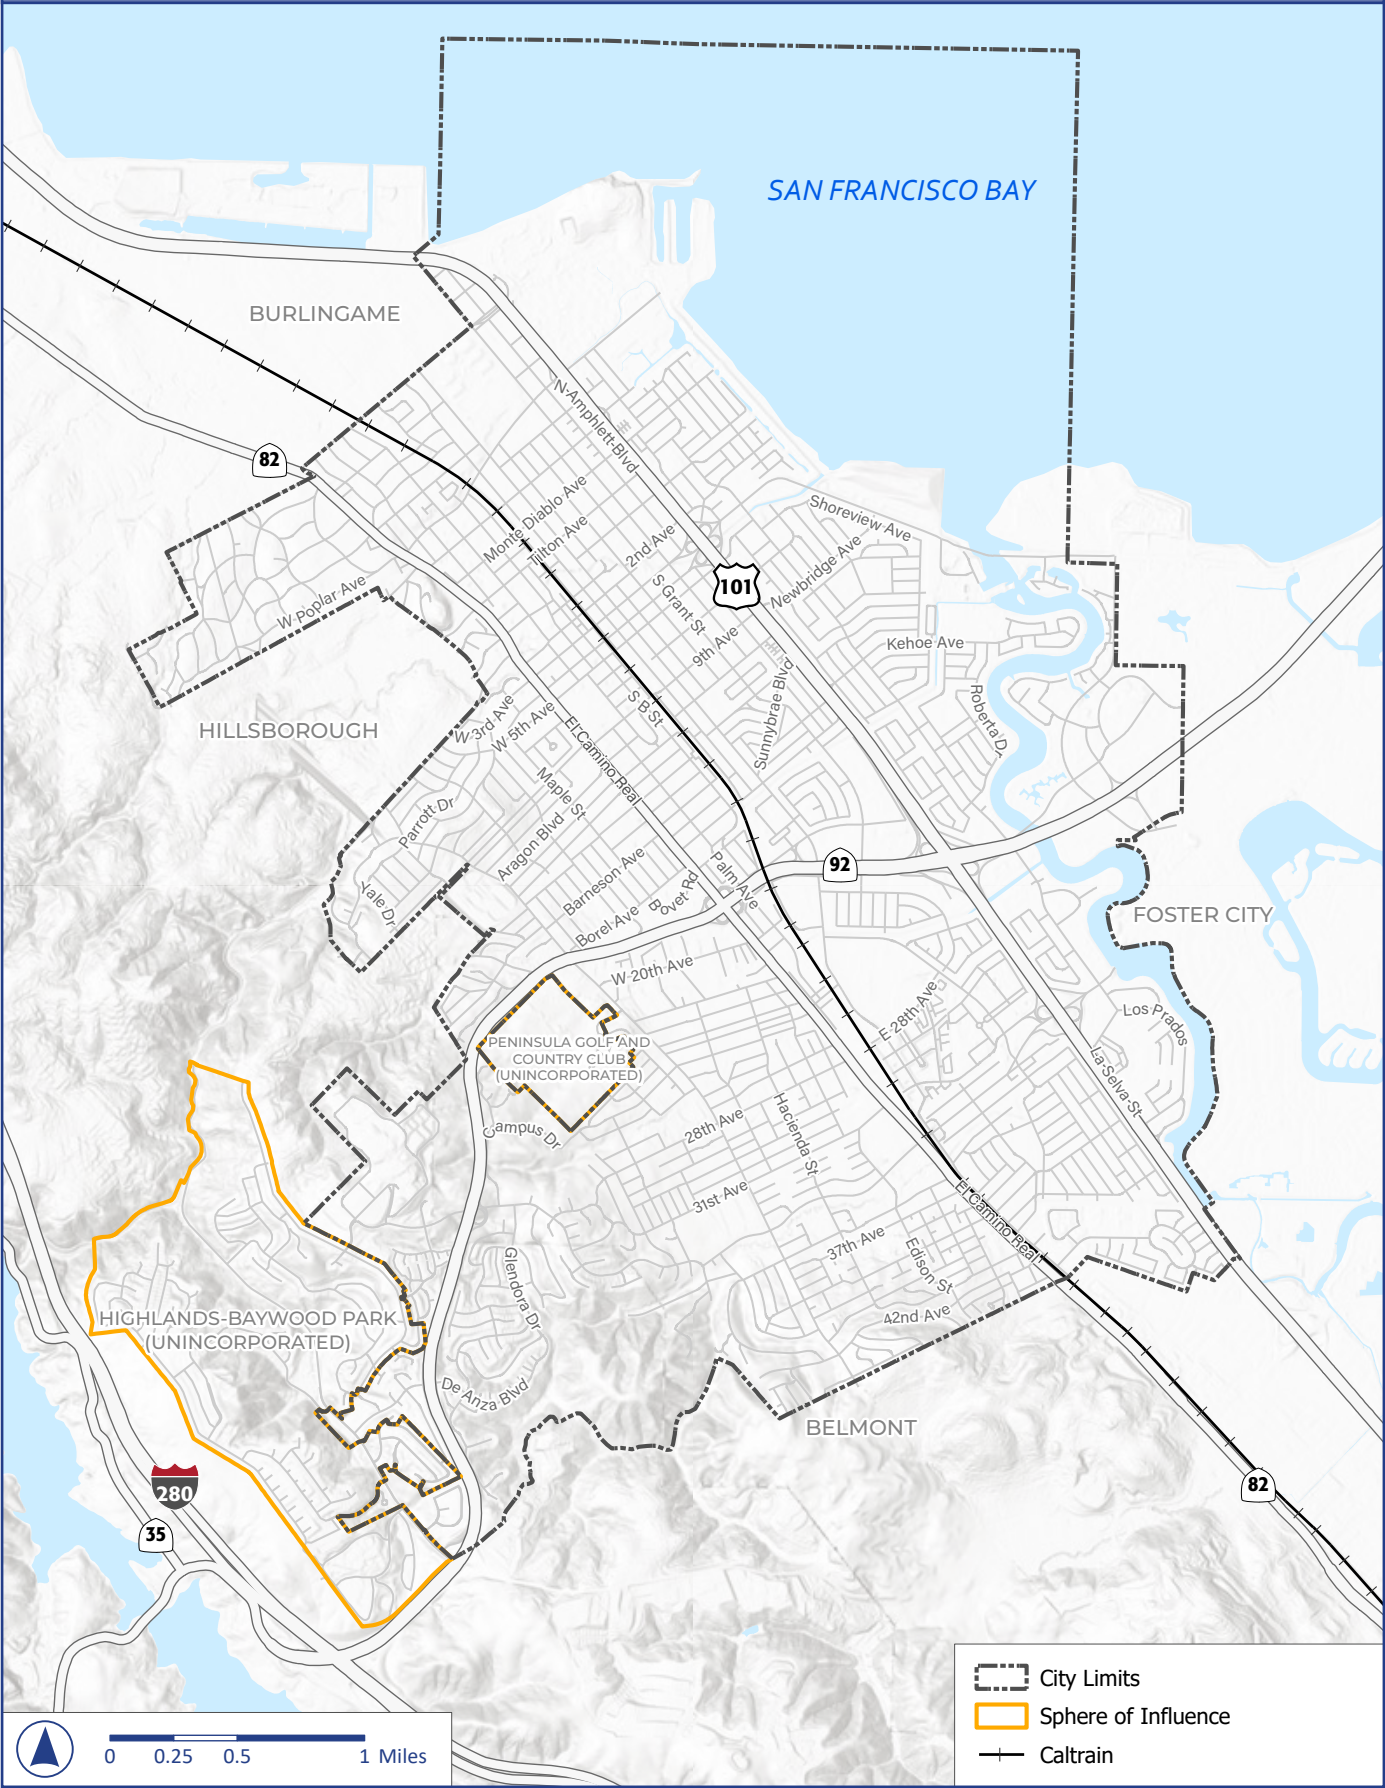 SAN FRANCISCO BAY
BURLINGAME
N Amphlett Blvd
82
Monte Diablo Ave
Tilton Ave
2nd Ave
Shoreview Ave
Newbridge Ave
101
S Grant St
W Poplar Ave
9th Ave
Kehoe Ave
Sunnybrae Blvd
Roberta Dr
S B St
W 3rd Ave
W 5th Ave
El Camino Real
HILLSBOROUGH
Maple St
Parrott Dr
Aragon Blvd
Barneson Ave
Palm Ave
92
Bovet Rd
Yale Dr
Borel Ave
FOSTER CITY
W 20th Ave
E 28th Ave
Los Prados
PENINSULA GOLF AND
COUNTRY CLUB
(UNINCORPORATED)
La Selva St
Campus Dr
28th Ave
Hacienda St
31st Ave
El Camino Real
37th Ave
Edison St
Glendora Dr
42nd Ave
HIGHLANDS-BAYWOOD PARK
(UNINCORPORATED)
De Anza Blvd
BELMONT
280
82
35
City Limits
Sphere of Influence
Caltrain
0 0.25 0.5 1 Miles